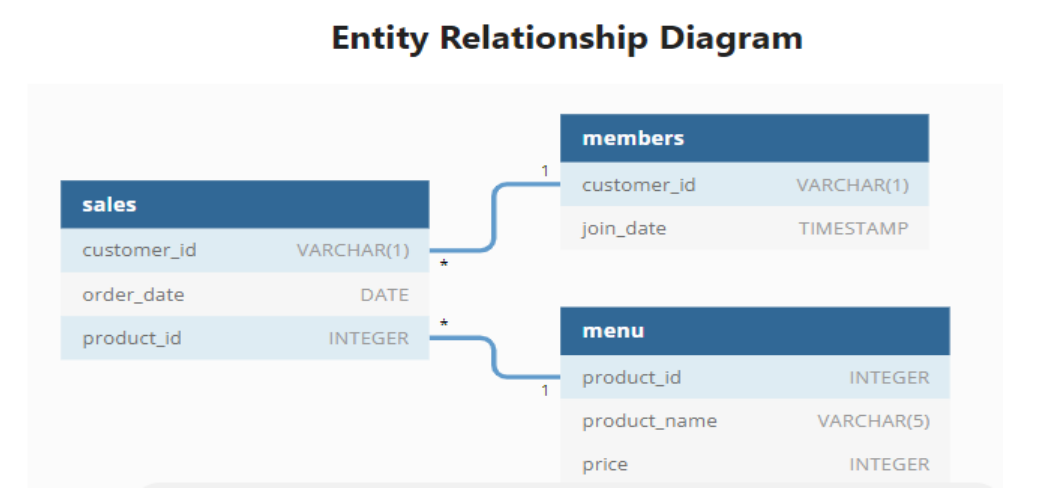 Entity Relationship Diagram
members
1
customer_id VARCHAR(1)
join_date TIMESTAMP
sales
customer_id VARCHAR(1)
*
order_date DATE
*
product_id INTEGER
menu
1
product_id INTEGER
product_name VARCHAR(5)
price INTEGER